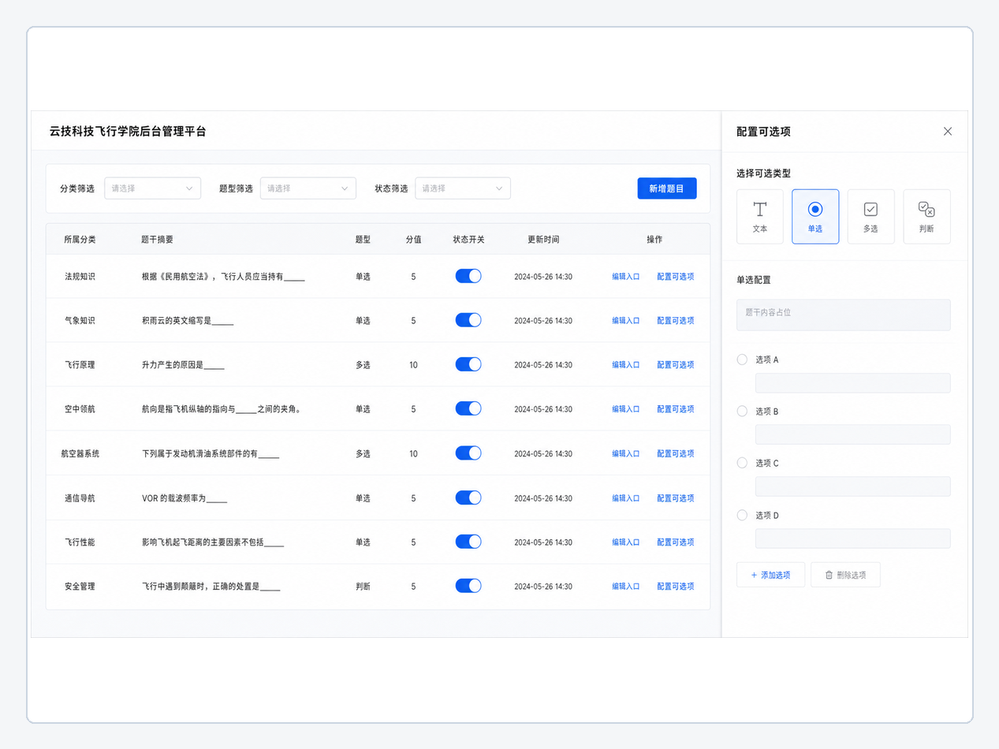 云技科技飞行学院后台管理平台
分类筛选 请选择 题型筛选 请选择 状态筛选 请选择 新增题目
所属分类 题干摘要 题型 分值 状态开关 更新时间 操作
法规知识 根据《民用航空法》，飞行人员应当持有_____ 单选 5 2024-05-26 14:30 编辑入口 配置可选项
气象知识 积雨云的英文缩写是_____ 单选 5 2024-05-26 14:30 编辑入口 配置可选项
飞行原理 升力产生的原因是_____ 多选 10 2024-05-26 14:30 编辑入口 配置可选项
空中领航 航向是指飞机纵轴的指向与_____之间的夹角。 单选 5 2024-05-26 14:30 编辑入口 配置可选项
航空器系统 下列属于发动机滑油系统部件的有_____ 多选 10 2024-05-26 14:30 编辑入口 配置可选项
通信导航 VOR 的载波频率为_____ 单选 5 2024-05-26 14:30 编辑入口 配置可选项
飞行性能 影响飞机起飞距离的主要因素不包括_____ 单选 5 2024-05-26 14:30 编辑入口 配置可选项
安全管理 飞行中遇到颠簸时，正确的处置是_____ 判断 5 2024-05-26 14:30 编辑入口 配置可选项
配置可选项
选择可选类型
文本 单选 多选 判断
单选配置
题干内容占位
选项 A
选项 B
选项 C
选项 D
+ 添加选项 删除选项